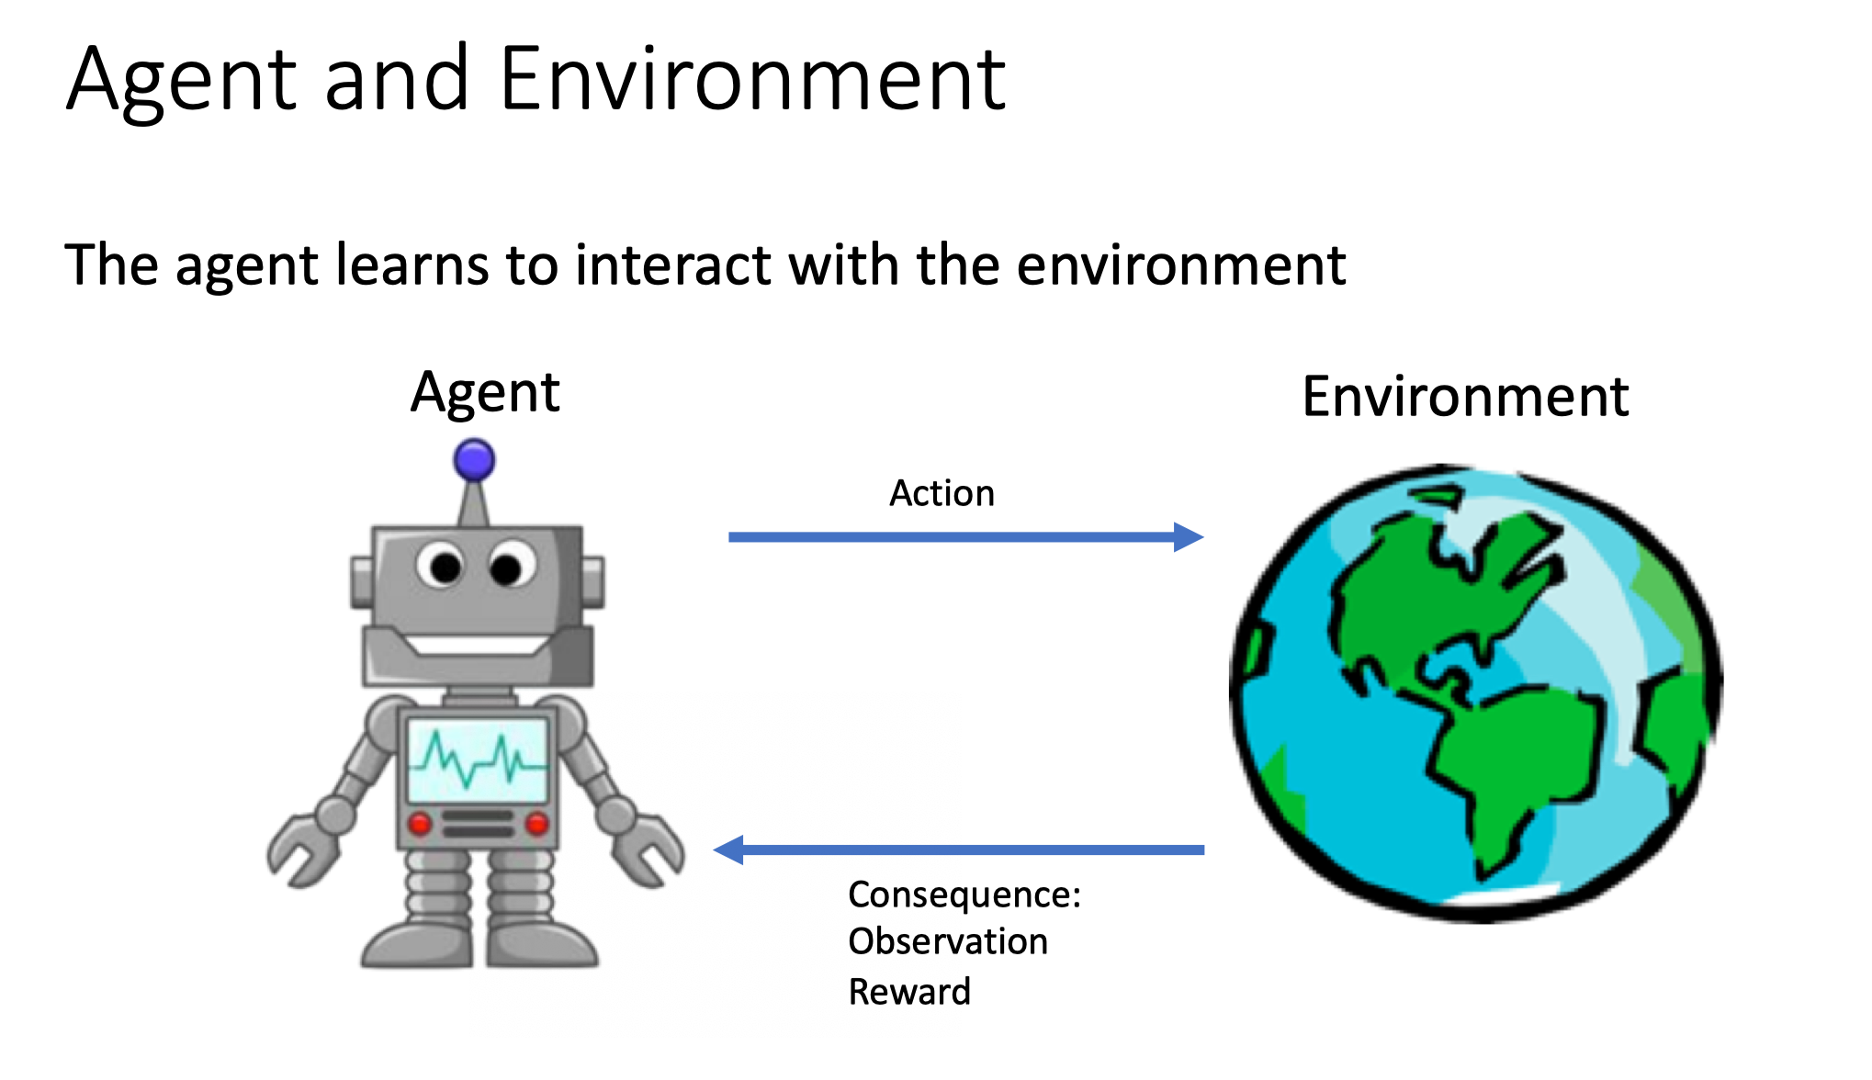 Agent and Environment
The agent learns to interact with the environment
Agent
Environment
Action
Consequence:
Observation
Reward